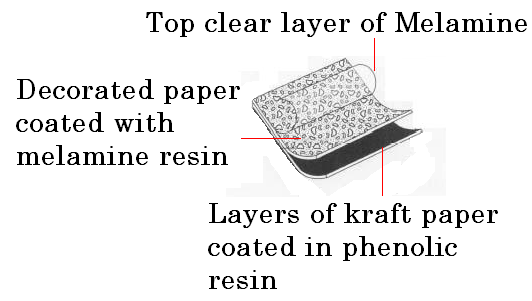 Top clear layer of Melamine
Decorated paper
coated with
melamine resin
Layers of kraft paper
coated in phenolic
resin